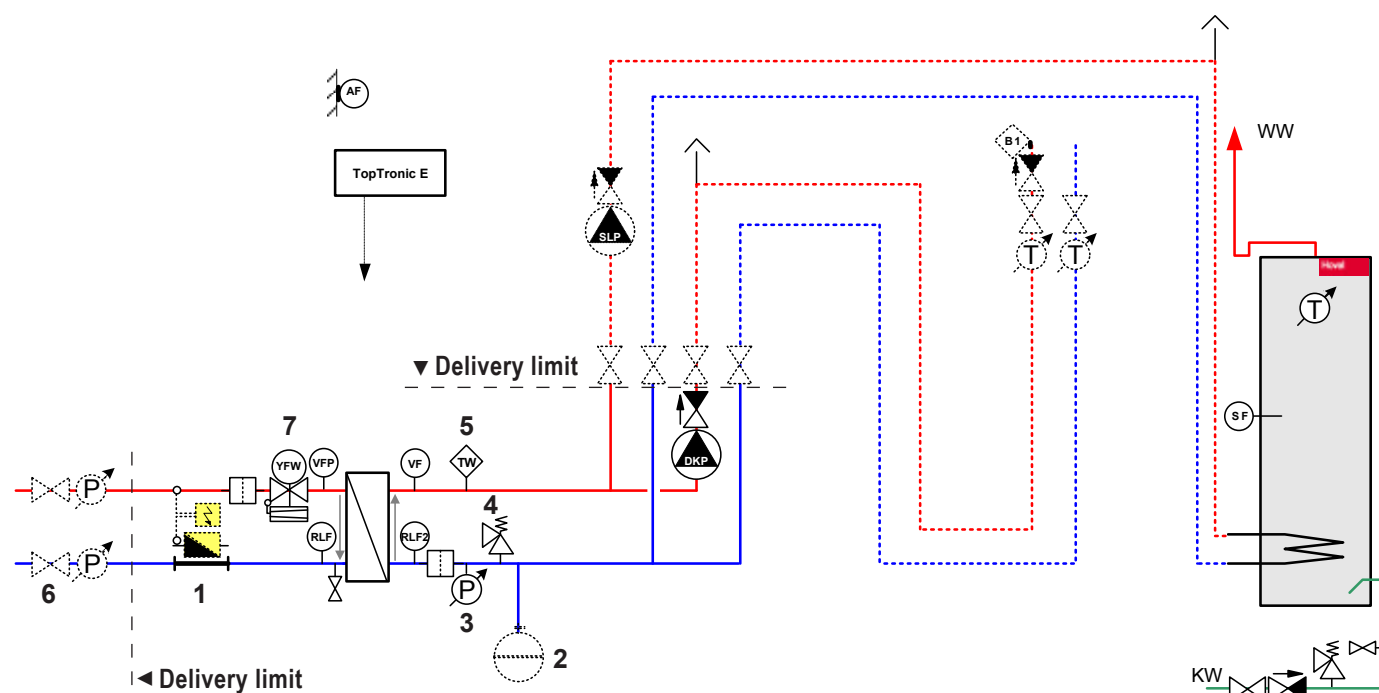 AF
TopTronic E
B1
WW
SLP
T
T
Hoval
T
▼ Delivery limit
SF
7
5
DKP
YFW
VFP
VF
TW
P
4
RLF
RLF2
P
6
1
P
3
2
◄ Delivery limit
KW